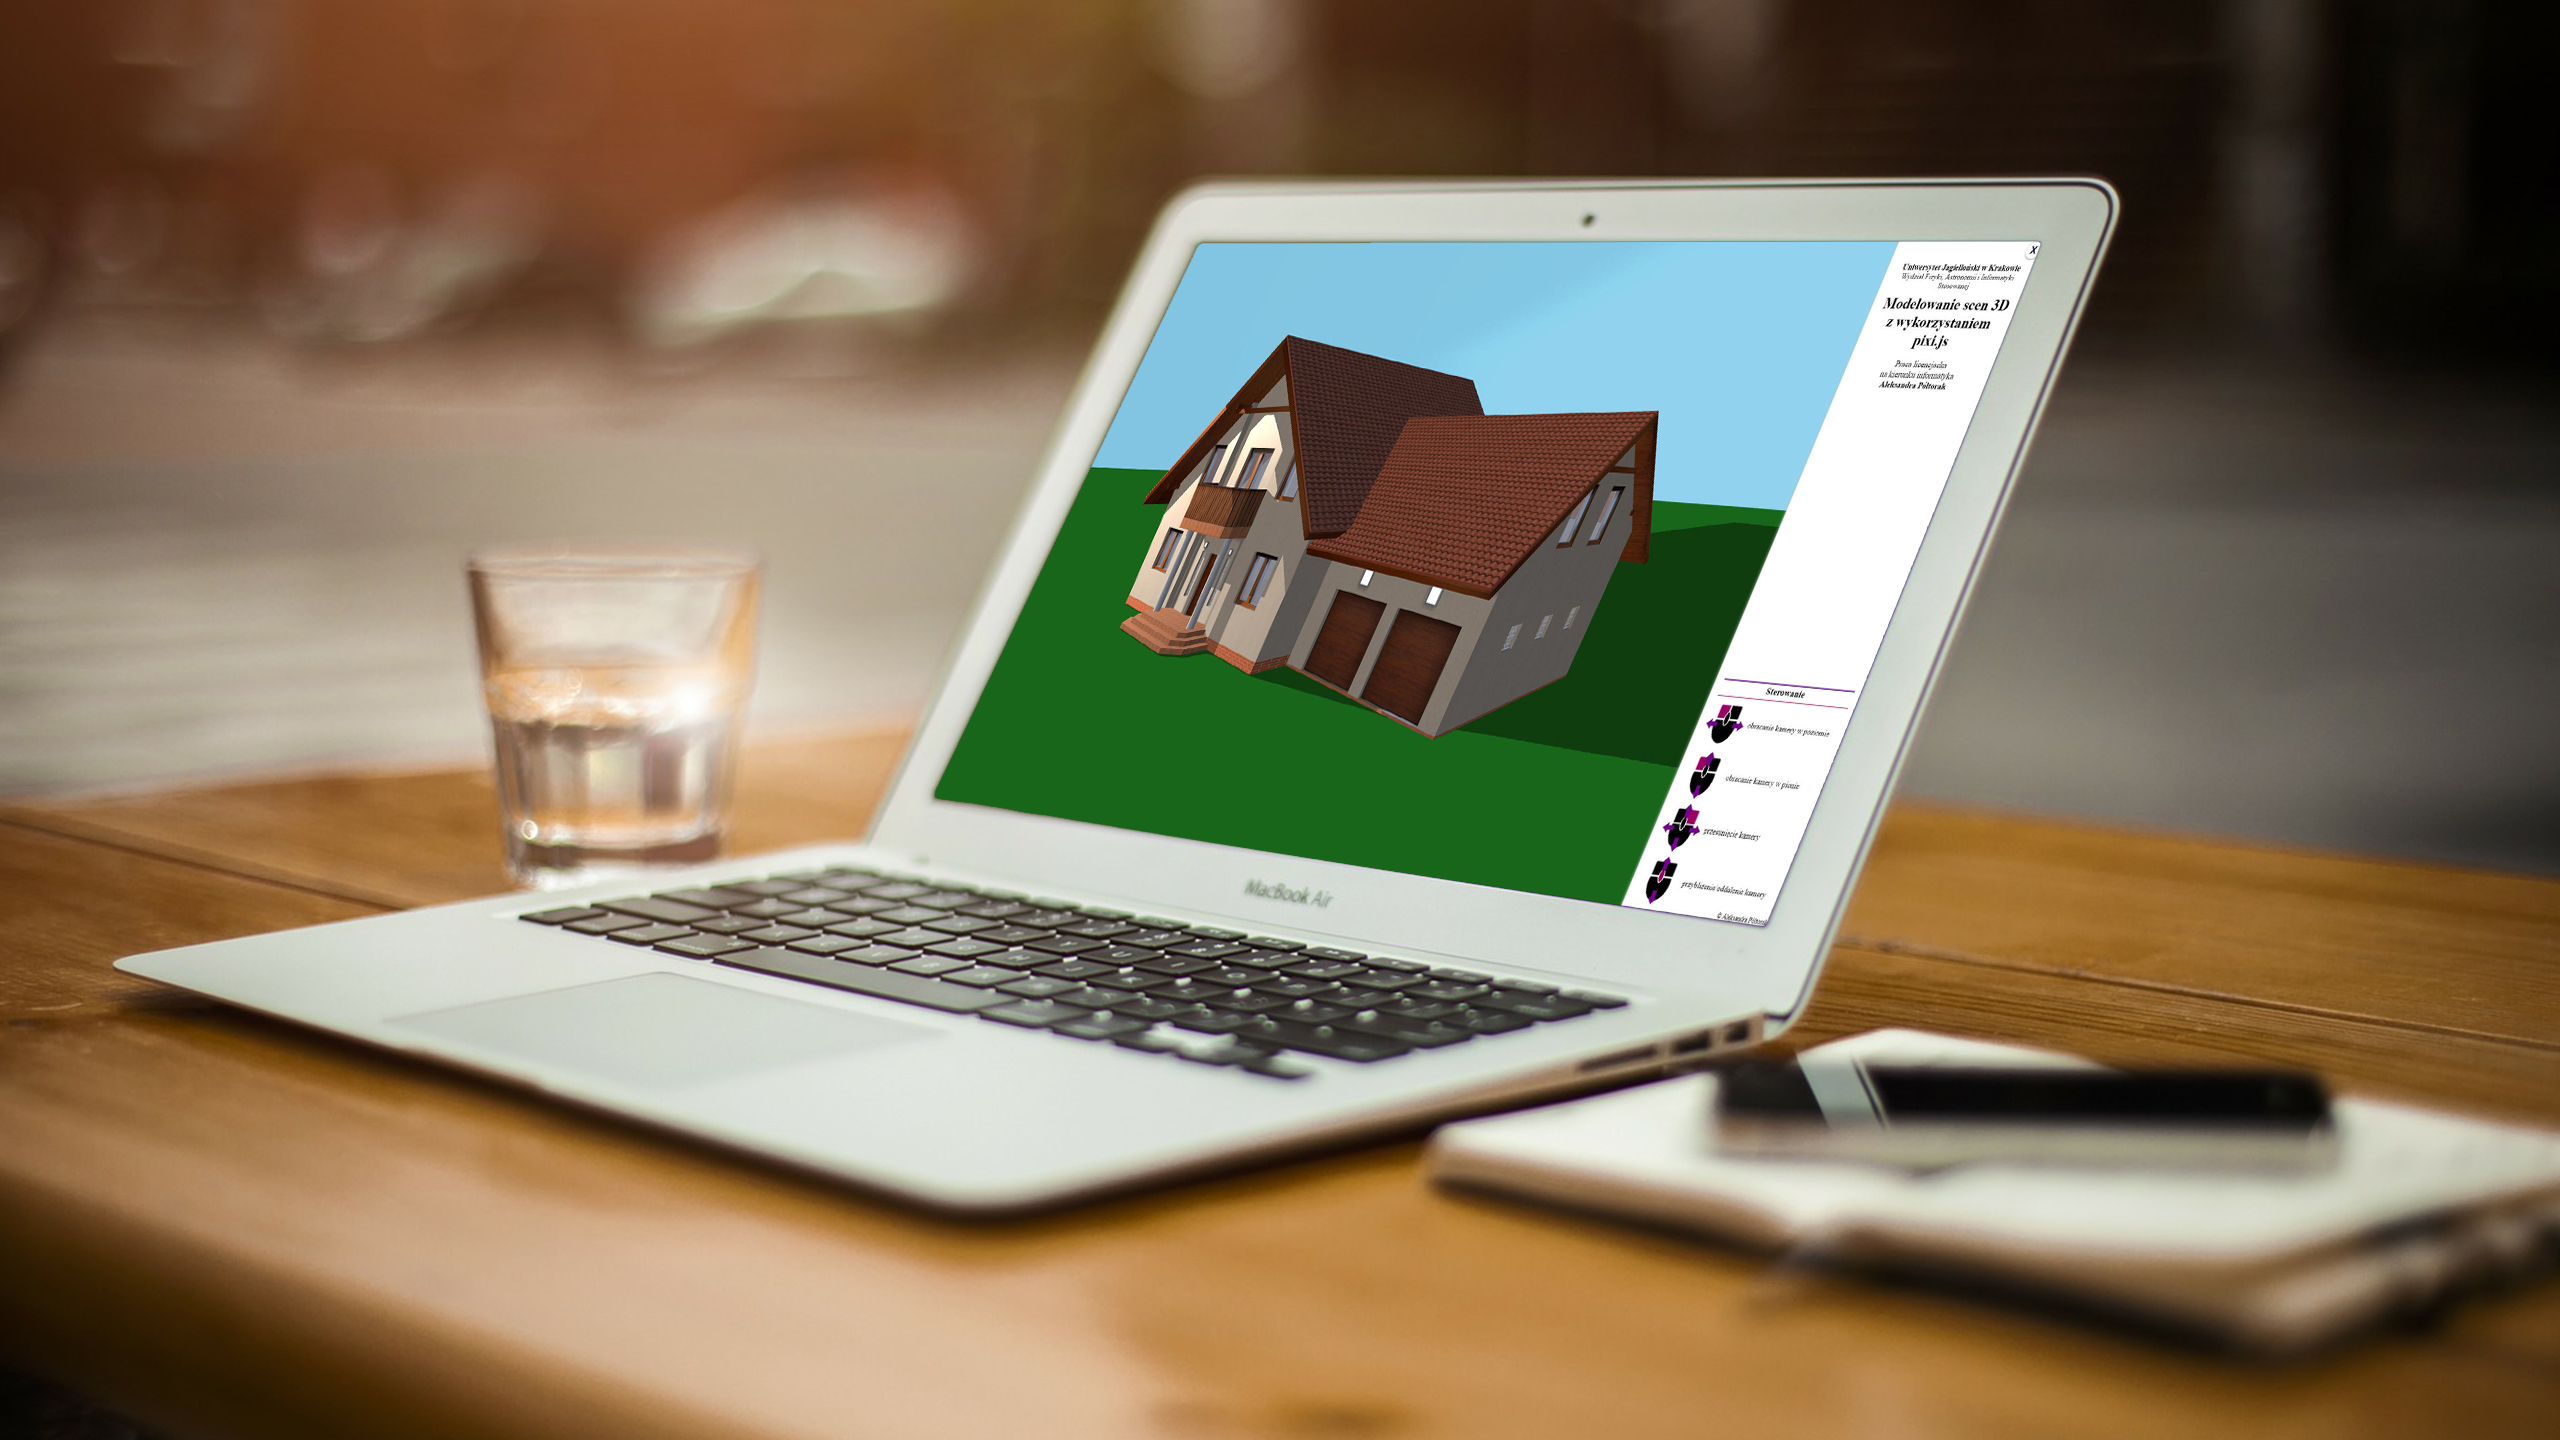 X
Uniwersytet Jagielloński w Krakowie
Wydział Fizyki, Astronomii i Informatyki
Stosowanej
Modelowanie scen 3D
z wykorzystaniem
pixi.js
Praca licencjacka
na kierunku informatyka
Aleksandra Półtorak
Sterowanie
obracanie kamery w poziomie
obracanie kamery w pionie
przesunięcie kamery
przybliżenie/oddalenie kamery
© Aleksandra Półtorak
MacBook Air